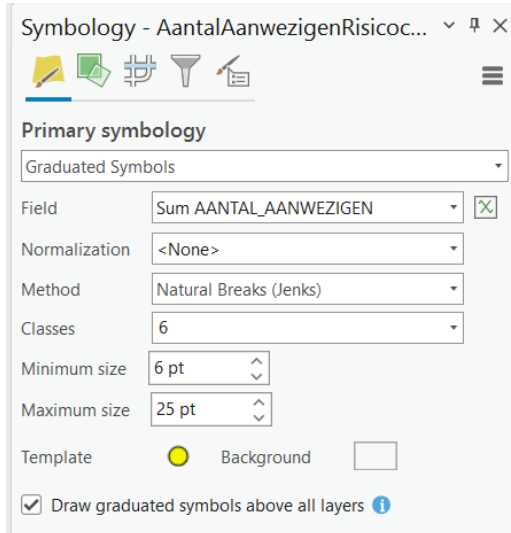 Symbology - AantalAanwezigenRisicoc...
Primary symbology
Graduated Symbols
Field Sum AANTAL_AANWEZIGEN
Normalization <None>
Method Natural Breaks (Jenks)
Classes 6
Minimum size 6 pt
Maximum size 25 pt
Template Background
Draw graduated symbols above all layers